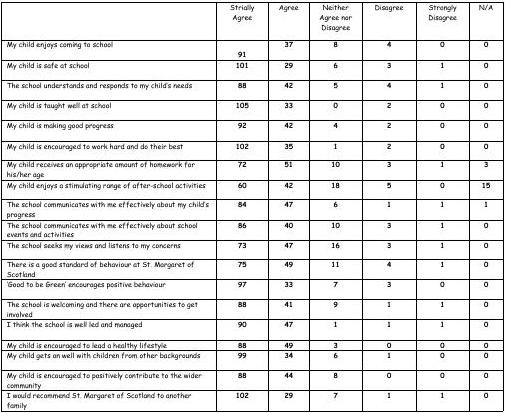 Strially Agree Agree Neither Agree nor Disagree Disagree Strongly Disagree N/A
My child enjoys coming to school 91 37 8 4 0 0
My child is safe at school 101 29 6 3 1 0
The school understands and responds to my child's needs 88 42 5 4 1 0
My child is taught well at school 105 33 0 2 0 0
My child is making good progress 92 42 4 2 0 0
My child is encouraged to work hard and do their best 102 35 1 2 0 0
My child receives an appropriate amount of homework for his/her age 72 51 10 3 1 3
My child enjoys a stimulating range of after-school activities 60 42 18 5 0 15
The school communicates with me effectively about my child's progress 84 47 6 1 1 1
The school communicates with me effectively about school events and activities 86 40 10 3 1 0
The school seeks my views and listens to my concerns 73 47 16 3 1 0
There is a good standard of behaviour at St. Margaret of Scotland 75 49 11 4 1 0
'Good to be Green' encourages positive behaviour 97 33 7 3 0 0
The school is welcoming and there are opportunities to get involved 88 41 9 1 1 0
I think the school is well led and managed 90 47 1 1 1 0
My child is encouraged to lead a healthy lifestyle 88 49 3 0 0 0
My child gets on well with children from other backgrounds 99 34 6 1 0 0
My child is encouraged to positively contribute to the wider community 88 44 8 0 0 0
I would recommend St. Margaret of Scotland to another family 102 29 7 1 1 0